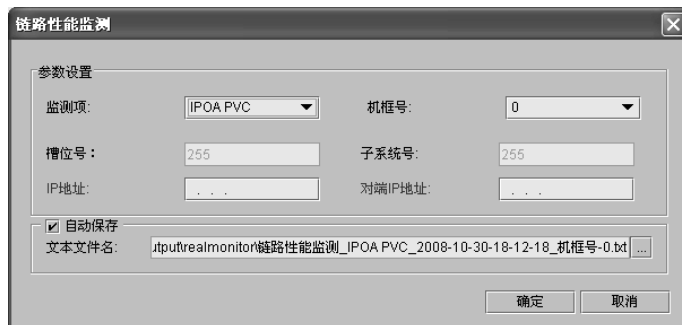 链路性能监测
参数设置
监测项: IPOA PVC 机框号: 0
槽位号： 255 子系统号: 255
IP地址: . . . 对端IP地址: . . .
自动保存
文本文件名: utput\realmonitor\链路性能监测_IPOA PVC_2008-10-30-18-12-18_机框号-0.txt ...
确定 取消